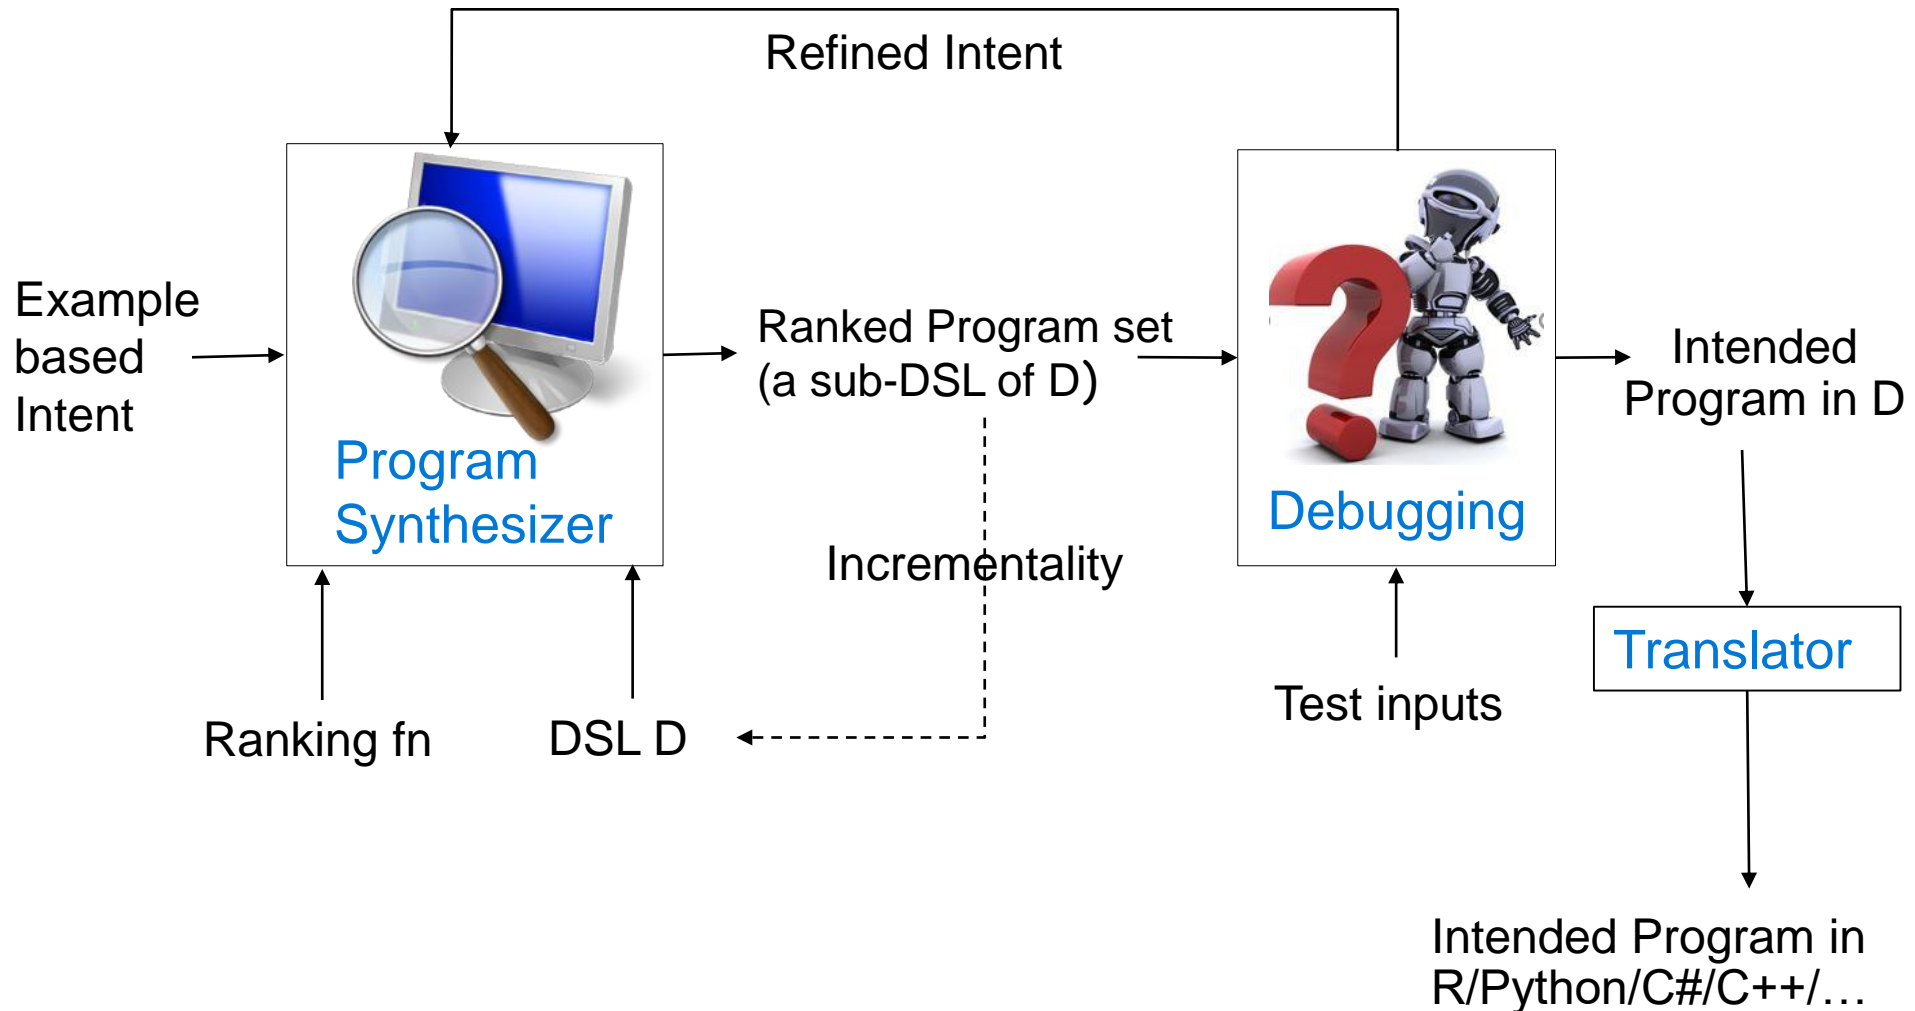 Refined Intent
Example
based
Intent
Program
Synthesizer
Ranked Program set
(a sub-DSL of D)
Incrementality
Debugging
Intended
Program in D
Translator
Ranking fn
DSL D
Test inputs
Intended Program in
R/Python/C#/C++/…